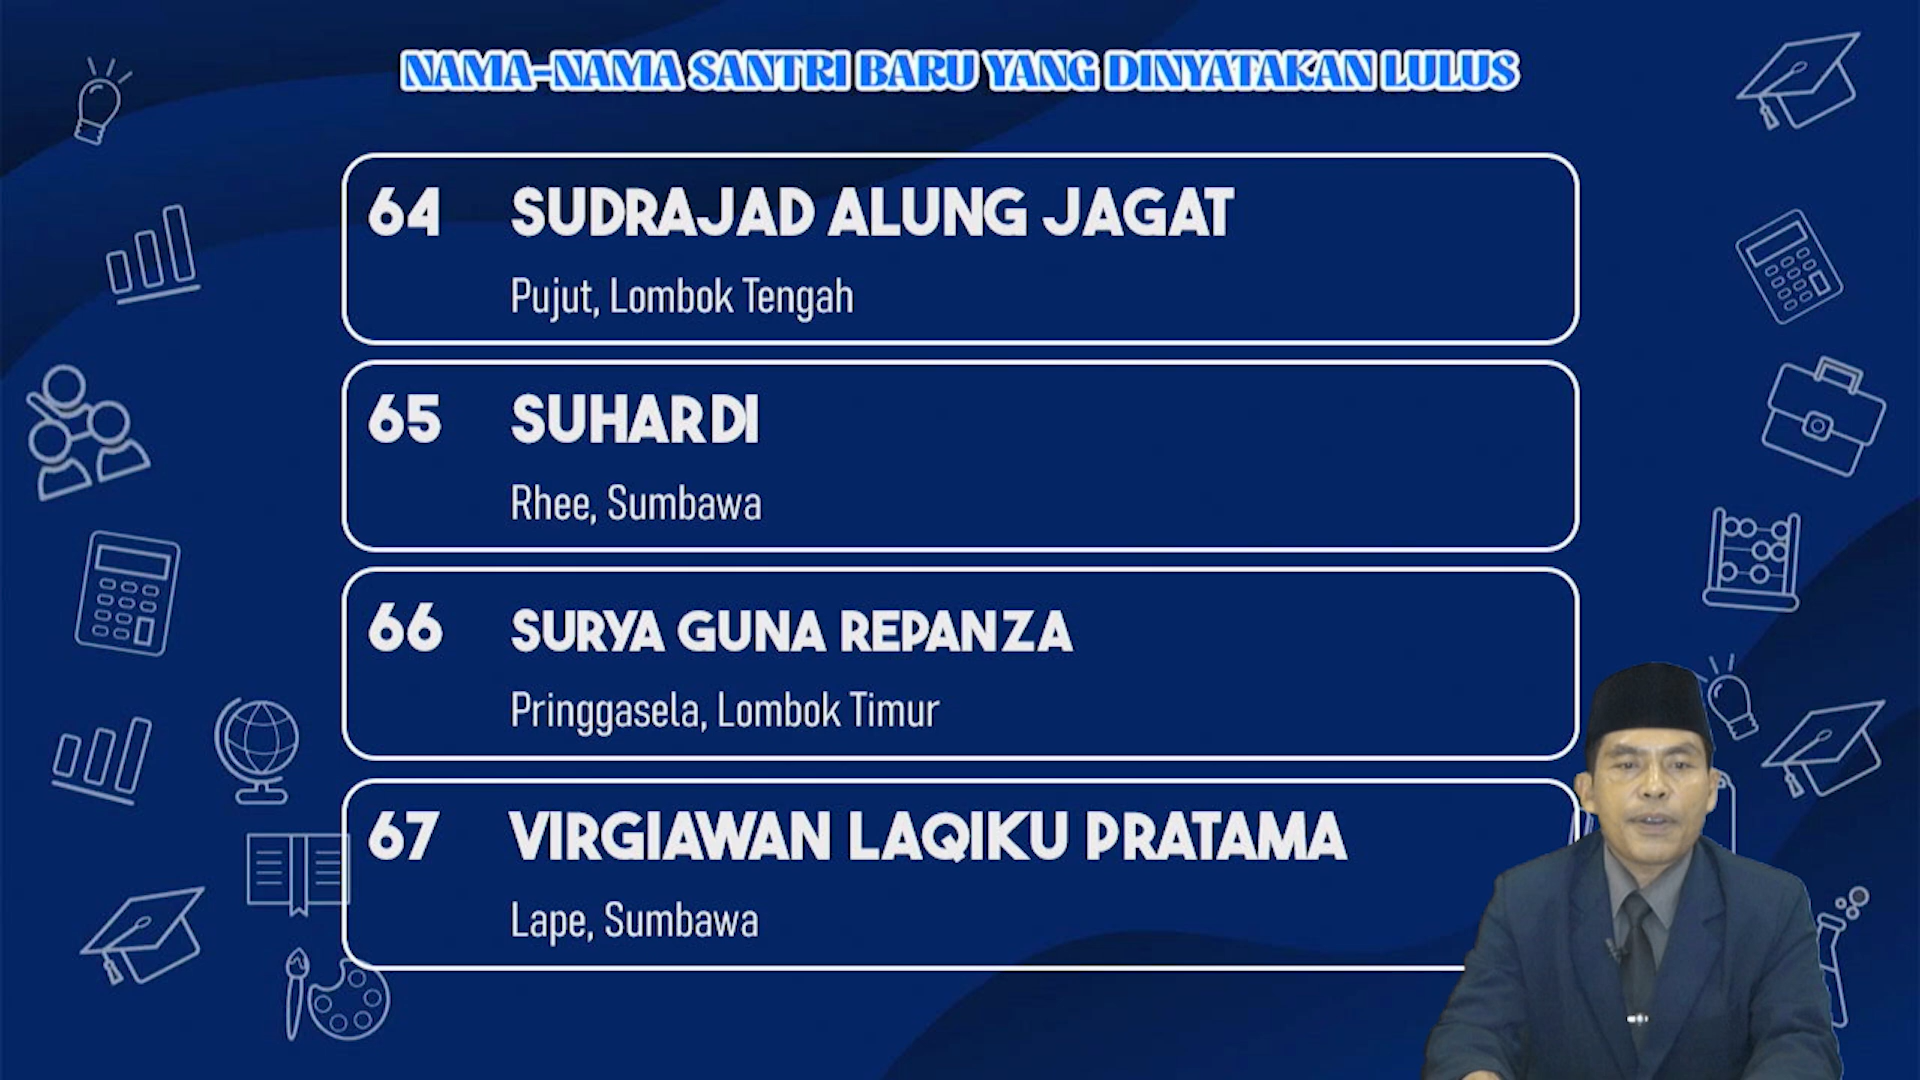 NAMA-NAMA SANTRI BARU YANG DINYATAKAN LULUS
64 SUDRAJAD ALUNG JAGAT
Pujut, Lombok Tengah
65 SUHARDI
Rhee, Sumbawa
66 SURYA GUNA REPANZA
Pringgasela, Lombok Timur
67 VIRGIAWAN LAQIKU PRATAMA
Lape, Sumbawa